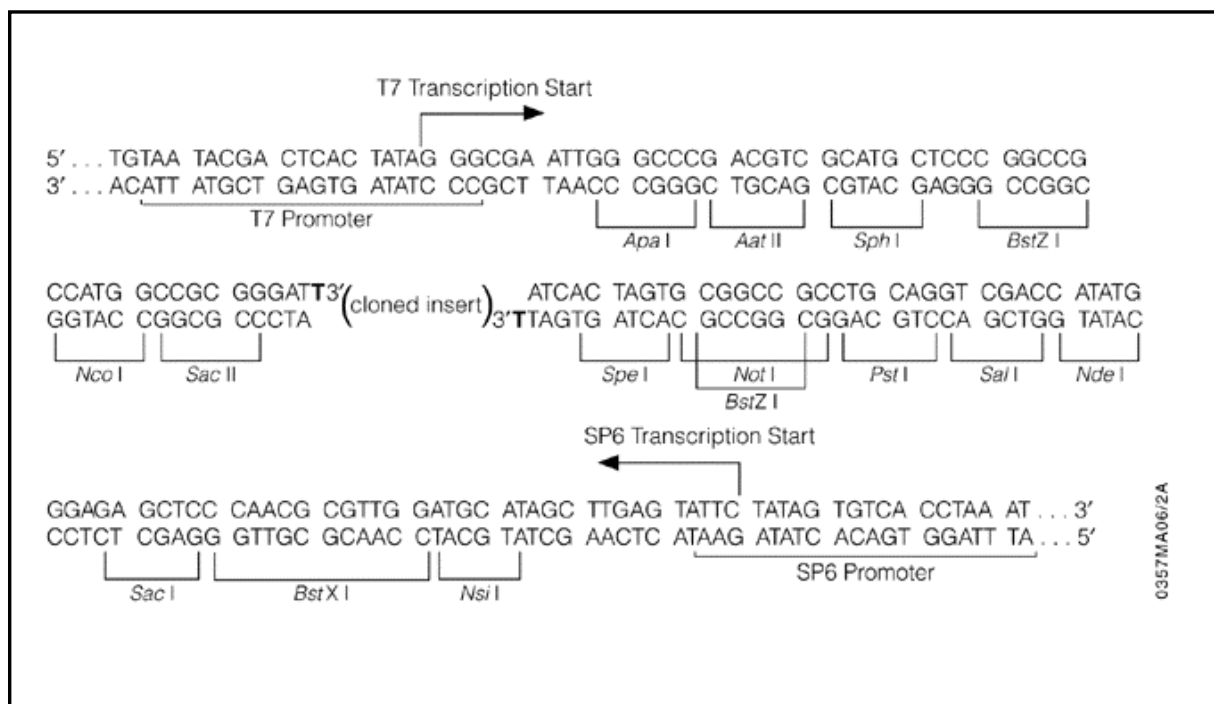 T7 Transcription Start
5′ . . . TGTAA TACGA CTCAC TATAG GGCGA ATTGG GCCCG ACGTC GCATG CTCCC GGCCG
3′ . . . ACATT ATGCT GAGTG ATATC CCGCTT TAACC CGGGC TGCAG CGTAC GAGGG CCGGC
T7 Promoter
Apa I Aat II Sph I BstZ I
CCATG GCCGC GGGATT3′ (cloned insert) ATCAC TAGTG CGGCC GCCTG CAGGT CGACC ATATG
GGTAC CGGCG CCCTA 3′TTAGTG ATCAC GCCGG CGGAC GTCCA GCTGG TATAC
Nco I Sac II Spe I Not I Pst I Sal I Nde I
BstZ I
SP6 Transcription Start
GGAGA GCTCC CAACG CGTTG GATGC ATAGC TTGAG TATTC TATAG TGTCA CCTAA AT. . . 3′
CCTCT CGAGG GTTGC GCAAC CTACG TATCG AACTC ATAAG ATATC ACAGT GGATT TA. . . 5′
Sac I BstX I Nsi I SP6 Promoter
0357MA06/2A